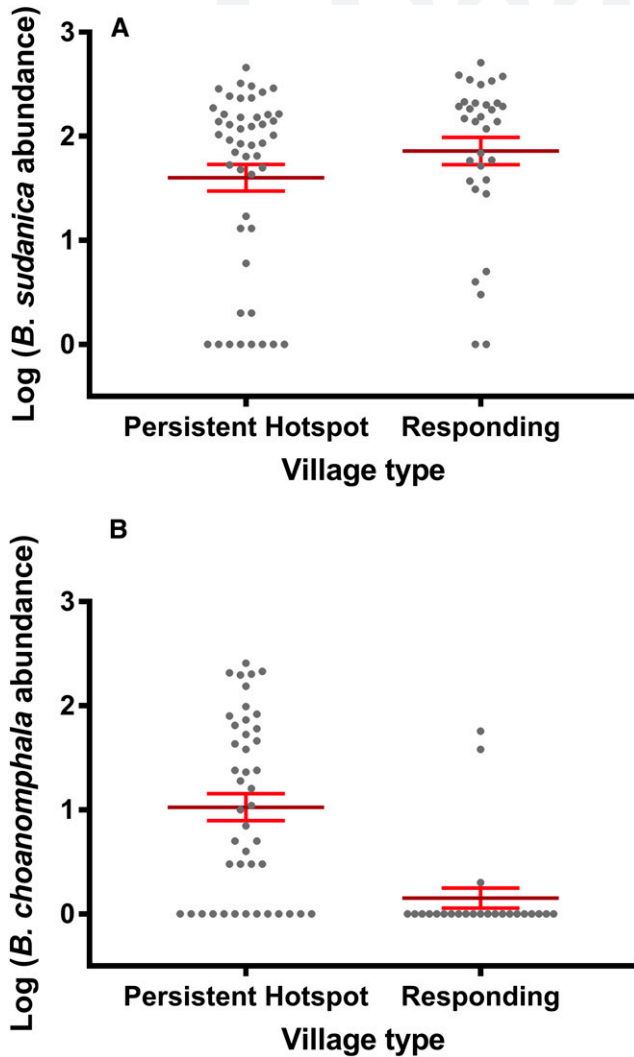 A
Log (B. sudanica abundance)
3
2
1
0
Persistent Hotspot Responding
Village type
B
Log (B. choanomphala abundance)
3
2
1
0
Persistent Hotspot Responding
Village type